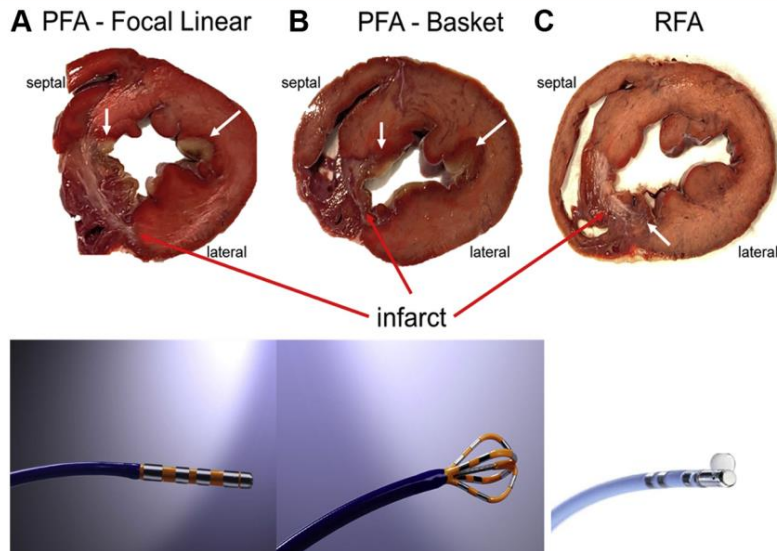 A PFA - Focal Linear
B PFA - Basket
C RFA
septal
septal
septal
lateral
lateral
lateral
infarct